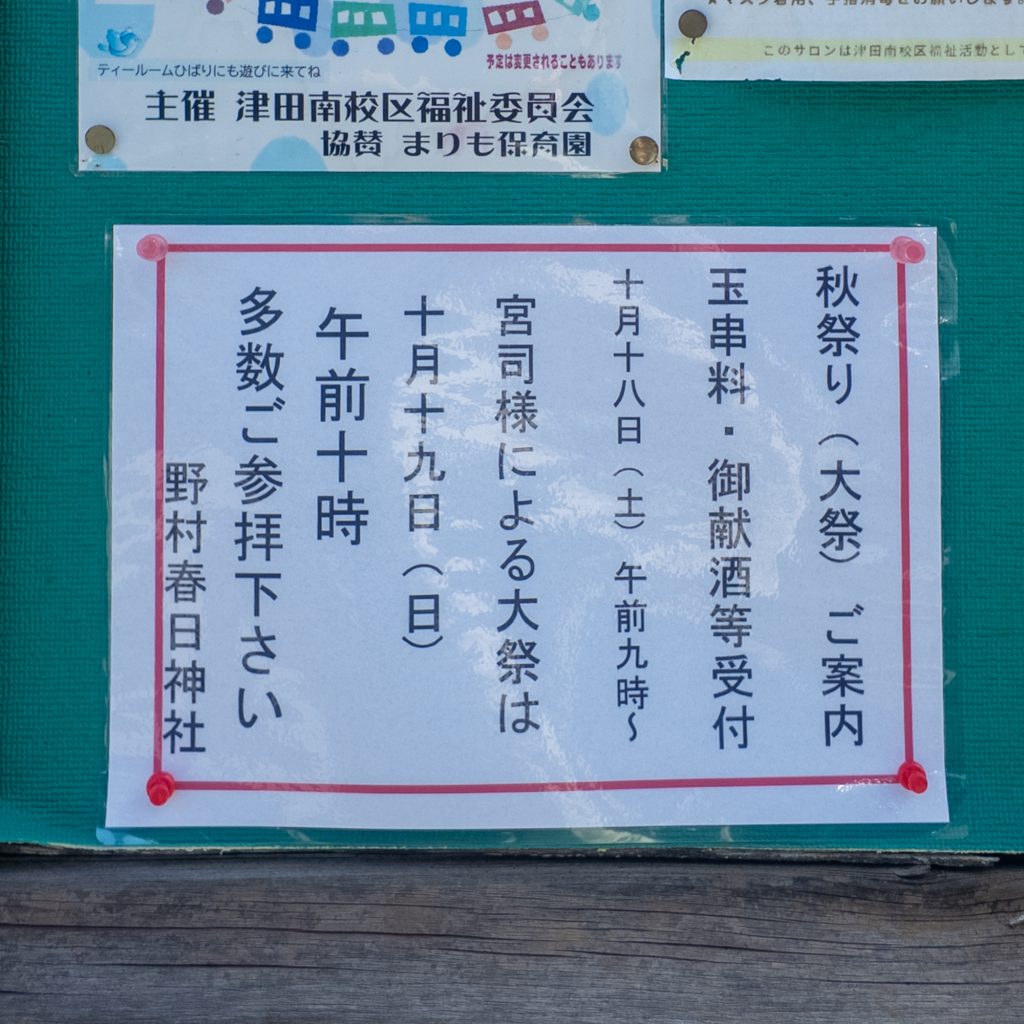 ティールームひばりにも遊びに来てね
予定は変更されることもあります
主催 津田南校区福祉委員会
協賛 まりも保育園
このサロンは津田南校区福祉活動として
秋祭り（大祭） ご案内
玉串料・御献酒等受付
十月十八日（土） 午前九時～
宮司様による大祭は
十月十九日（日）
午前十時
多数ご参拝下さい
野村春日神社